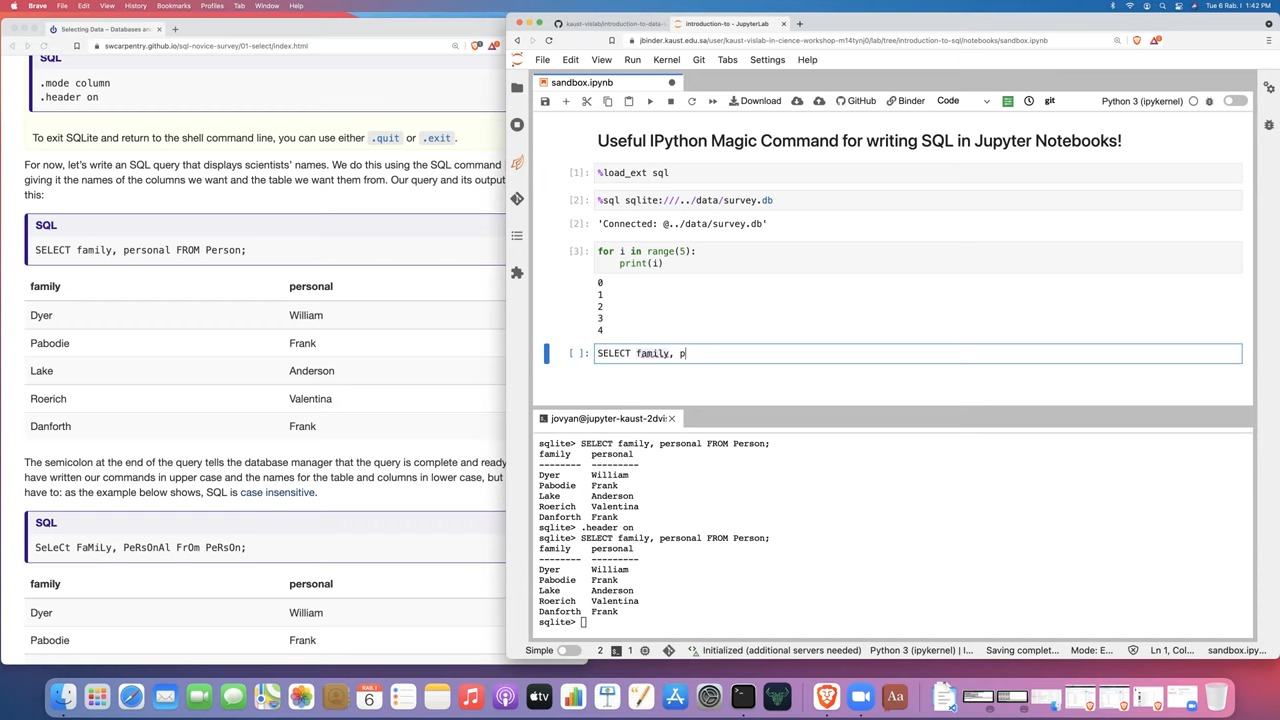 Brave File Edit View History Bookmarks Profiles Tab Window Help
Tue 6 Rab. I 1:42 PM
Selecting Data – Databases and
swcarpentry.github.io/sql-novice-survey/01-select/index.html
SQL
.mode column
.header on
To exit SQLite and return to the shell command line, you can use either .quit or .exit.
For now, let's write an SQL query that displays scientists' names. We do this using the SQL command
giving it the names of the columns we want and the table we want them from. Our query and its output
this:
SQL
SELECT family, personal FROM Person;
family personal
Dyer William
Pabodie Frank
Lake Anderson
Roerich Valentina
Danforth Frank
The semicolon at the end of the query tells the database manager that the query is complete and ready
have written our commands in upper case and the names for the table and columns in lower case, but
have to: as the example below shows, SQL is case insensitive.
SQL
SeLeCt FaMiLy, PeRsOnAl FrOm PeRsOn;
family personal
Dyer William
Pabodie Frank
kaust-vislab/introduction-to-data- introduction-to - JupyterLab
jbinder.kaust.edu.sa/user/kaust-vislab-in-cience-workshop-m14tynj0/lab/tree/introduction-to-sql/notebooks/sandbox.ipynb
File Edit View Run Kernel Git Tabs Settings Help
sandbox.ipynb
Download GitHub Binder Code git Python 3 (ipykernel)
Useful IPython Magic Command for writing SQL in Jupyter Notebooks!
[1]: %load_ext sql
[2]: %sql sqlite:///../data/survey.db
[2]: 'Connected: @../data/survey.db'
[3]: for i in range(5):
print(i)
0
1
2
3
4
[ ]: SELECT family, p
jovyan@jupyter-kaust-2dvis
sqlite> SELECT family, personal FROM Person;
family personal
-------- ---------
Dyer William
Pabodie Frank
Lake Anderson
Roerich Valentina
Danforth Frank
sqlite> .header on
sqlite> SELECT family, personal FROM Person;
family personal
-------- ---------
Dyer William
Pabodie Frank
Lake Anderson
Roerich Valentina
Danforth Frank
sqlite>
Simple 2 1 Initialized (additional servers needed) Python 3 (ipykernel) | I... Saving complet... Mode: E... Ln 1, Col... sandbox.ipy...